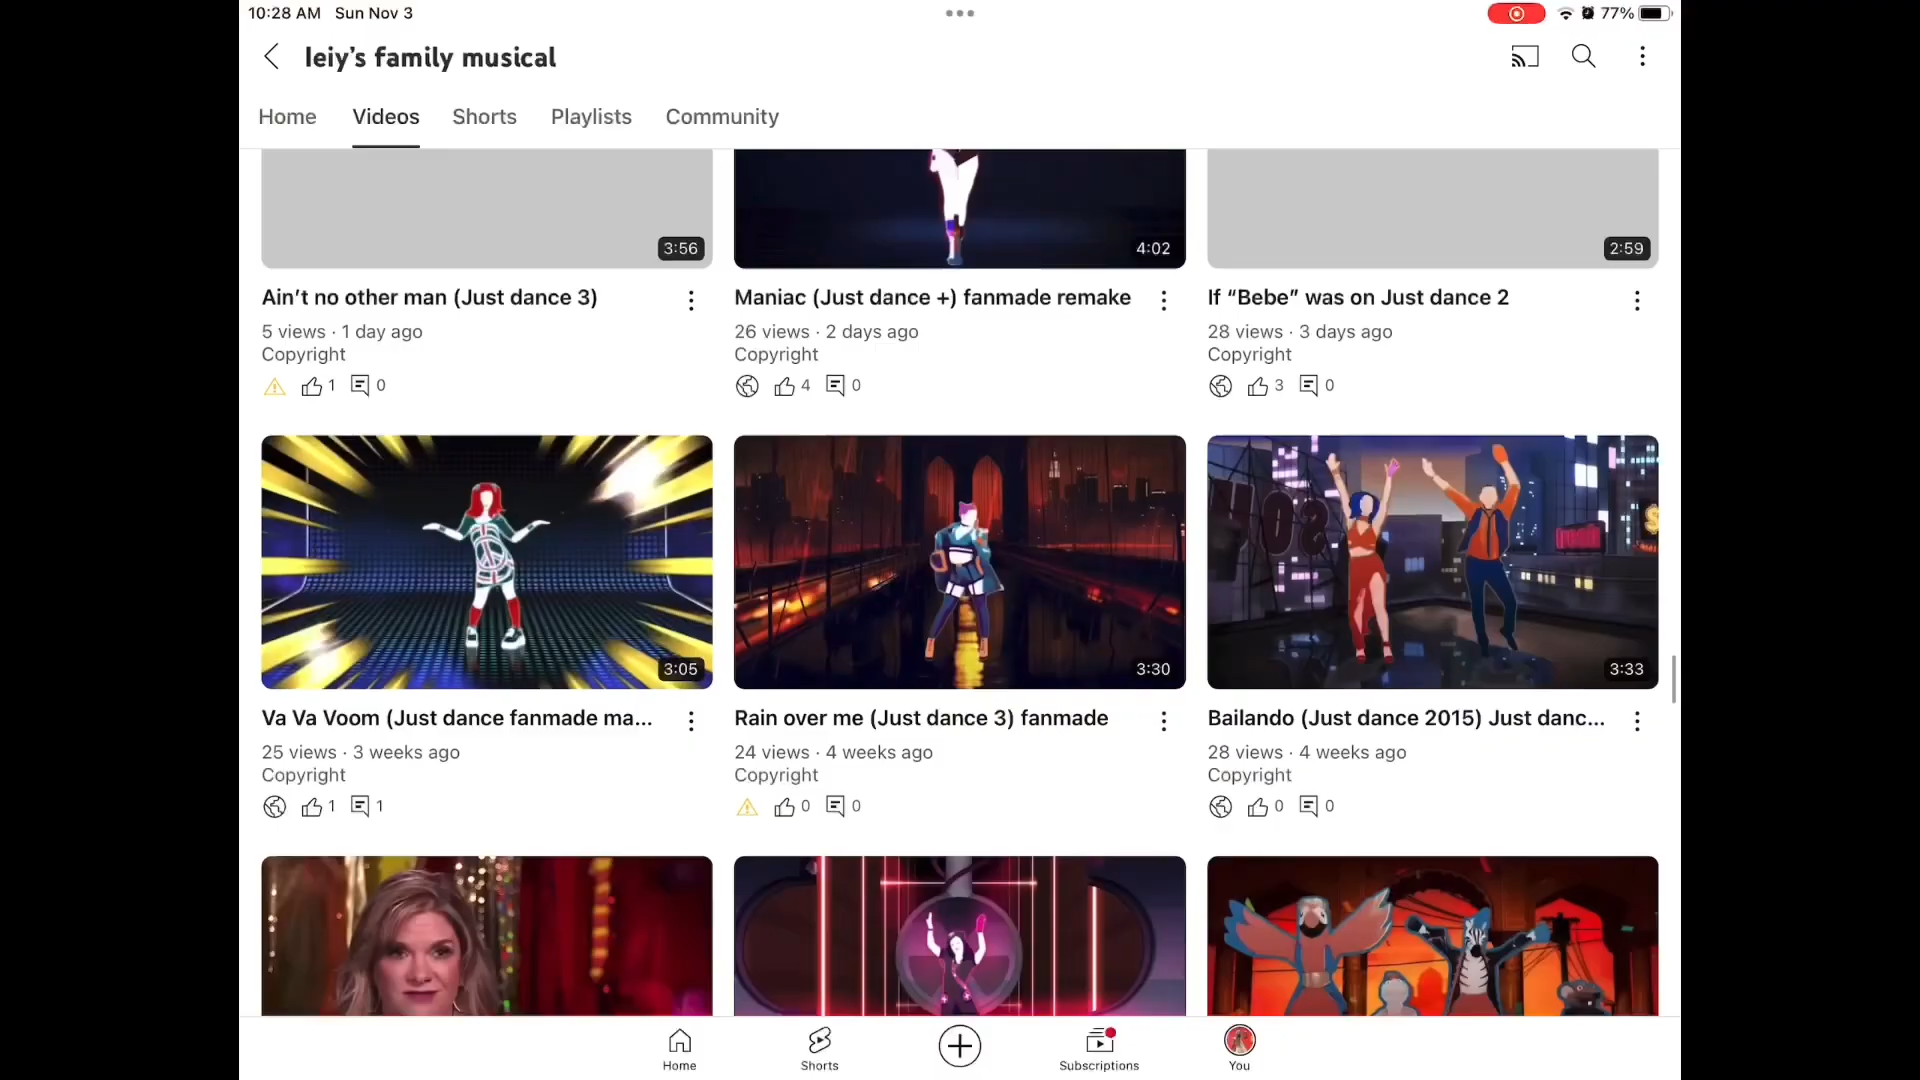 10:28 AM Sun Nov 3
77%
Ieiy's family musical
Home Videos Shorts Playlists Community
3:56
4:02
2:59
Ain't no other man (Just dance 3)
5 views · 1 day ago
Copyright
1 0
Maniac (Just dance +) fanmade remake
26 views · 2 days ago
Copyright
4 0
If “Bebe” was on Just dance 2
28 views · 3 days ago
Copyright
3 0
3:05
3:30
3:33
Va Va Voom (Just dance fanmade ma...
25 views · 3 weeks ago
Copyright
1 1
Rain over me (Just dance 3) fanmade
24 views · 4 weeks ago
Copyright
0 0
Bailando (Just dance 2015) Just danc...
28 views · 4 weeks ago
Copyright
0 0
Home
Shorts
Subscriptions
You